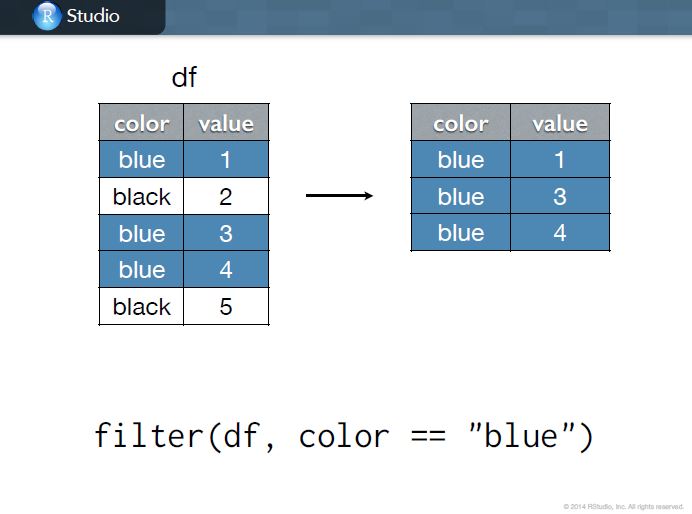 R Studio
df
color value
blue 1
black 2
blue 3
blue 4
black 5
color value
blue 1
blue 3
blue 4
filter(df, color == "blue")
© 2014 RStudio, Inc. All rights reserved.